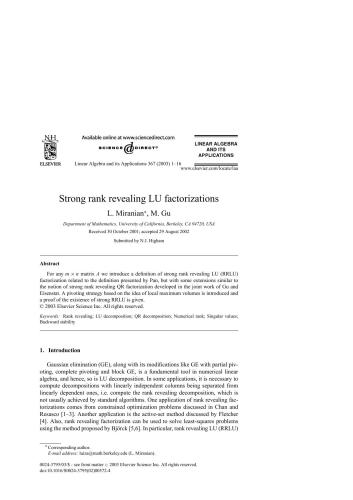 NH
ELSEVIER
Available online at www.sciencedirect.com
SCIENCE DIRECT®
Linear Algebra and its Applications 367 (2003) 1–16
LINEAR ALGEBRA
AND ITS
APPLICATIONS
www.elsevier.com/locate/laa
Strong rank revealing LU factorizations
L. Miranian*, M. Gu
Department of Mathematics, University of California, Berkeley, CA 94720, USA
Received 30 October 2001; accepted 29 August 2002
Submitted by N.J. Higham
Abstract
For any m × n matrix A we introduce a definition of strong rank revealing LU (RRLU)
factorization related to the definition presented by Pan, but with some extensions similar to
the notion of strong rank revealing QR factorization developed in the joint work of Gu and
Eisenstat. A pivoting strategy based on the idea of local maximum volumes is introduced and
a proof of the existence of strong RRLU is given.
© 2003 Elsevier Science Inc. All rights reserved.
Keywords: Rank revealing; LU decomposition; QR decomposition; Numerical rank; Singular values;
Backward stability
1. Introduction
Gaussian elimination (GE), along with its modifications like GE with partial piv-
oting, complete pivoting and block GE, is a fundamental tool in numerical linear
algebra, and hence, so is LU decomposition. In some applications, it is necessary to
compute decompositions with linearly independent columns being separated from
linearly dependent ones, i.e. compute the rank revealing decomposition, which is
not usually achieved by standard algorithms. One application of rank revealing fac-
torizations comes from constrained optimization problems discussed in Chan and
Resasco [1–3]. Another application is the active-set method discussed by Fletcher
[4]. Also, rank revealing factorization can be used to solve least-squares problems
using the method proposed by Björck [5,6]. In particular, rank revealing LU (RRLU)
* Corresponding author.
E-mail address: luiza@math.berkeley.edu (L. Miranian).
0024-3795/03/$ - see front matter © 2003 Elsevier Science Inc. All rights reserved.
doi:10.1016/S0024-3795(02)00572-4